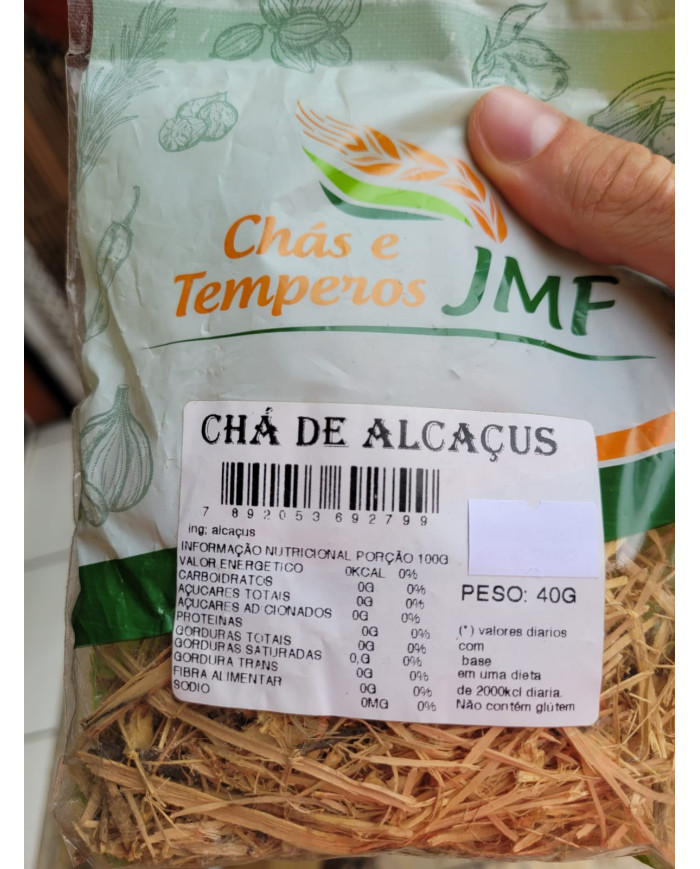 Chás e
Temperos JMF
CHÁ DE ALCAÇUS
7 892053 692799
ing; alcaçus
INFORMAÇÃO NUTRICIONAL PORÇÃO 100G
VALOR ENERGETICO 0KCAL 0%
CARBOIDRATOS 0G 0%
AÇUCARES TOTAIS 0G 0%
AÇUCARES ADICIONADOS 0G 0%
PROTEINAS 0G 0%
GORDURAS TOTAIS 0,G 0%
GORDURAS SATURADAS 0G 0%
GORDURA TRANS 0G 0%
FIBRA ALIMENTAR 0MG 0%
SODIO
PESO: 40G
(*) valores diarios
com
base
em uma dieta
de 2000kcl diaria.
Não contêm glútem